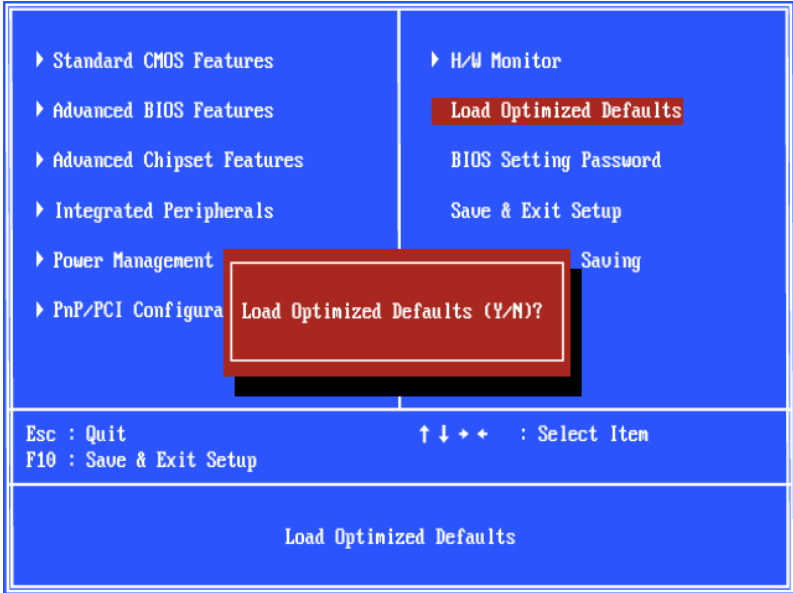 Standard CMOS Features
Advanced BIOS Features
Advanced Chipset Features
Integrated Peripherals
Power Management
PnP/PCI Configura
H/W Monitor
Load Optimized Defaults
BIOS Setting Password
Save & Exit Setup
Saving
Load Optimized Defaults (Y/N)?
Esc : Quit
F10 : Save & Exit Setup
↑ ↓ → ← : Select Item
Load Optimized Defaults